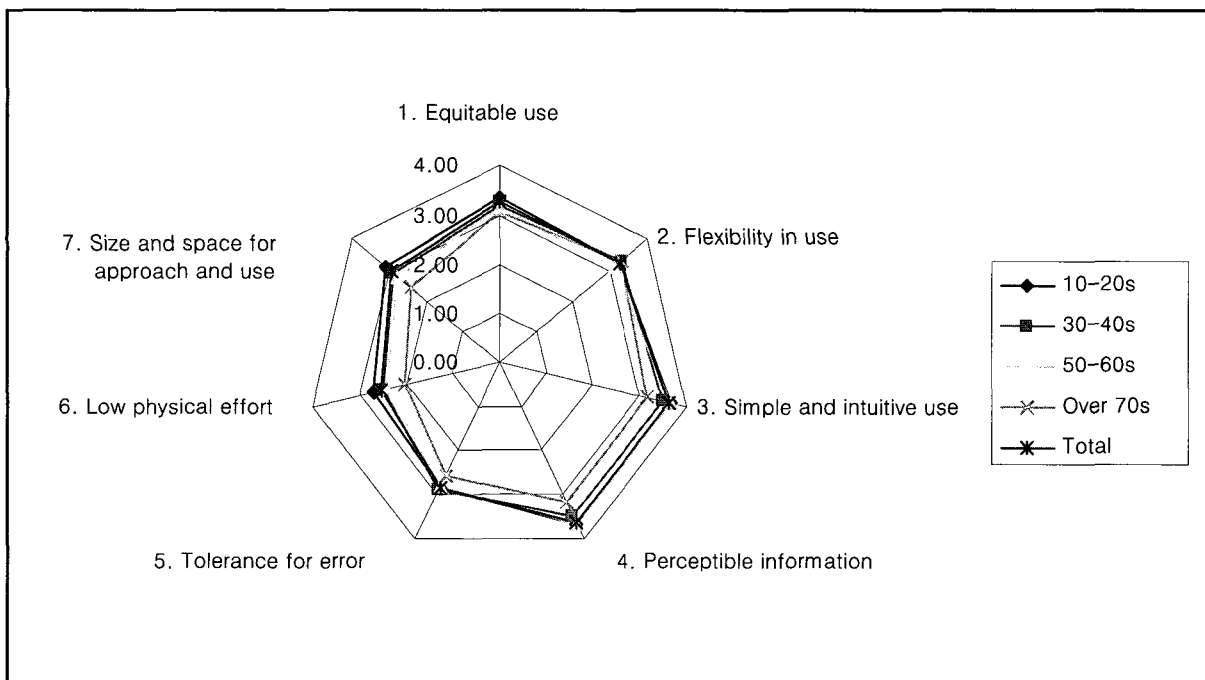 1. Equitable use
4.00
3.00
2.00
1.00
0.00
2. Flexibility in use
3. Simple and intuitive use
4. Perceptible information
5. Tolerance for error
6. Low physical effort
7. Size and space for
approach and use
10-20s
30-40s
50-60s
Over 70s
Total